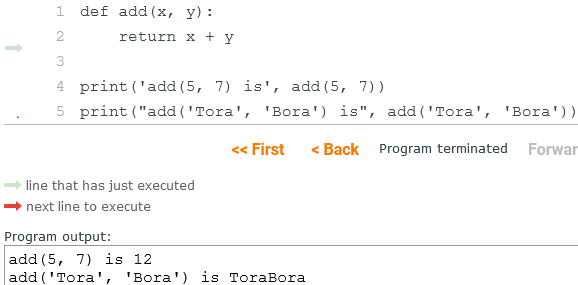 1 def add(x, y):
2     return x + y
3
4 print('add(5, 7) is', add(5, 7))
5 print("add('Tora', 'Bora') is", add('Tora', 'Bora'))
<< First < Back Program terminated Forwar
line that has just executed
next line to execute
Program output:
add(5, 7) is 12
add('Tora', 'Bora') is ToraBora